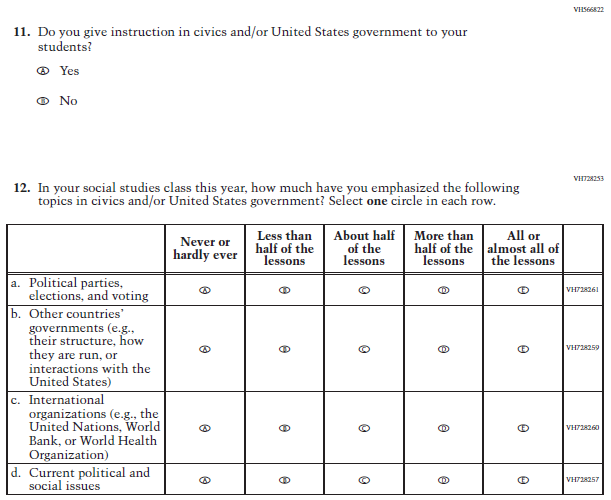 VH566822
11. Do you give instruction in civics and/or United States government to your
students?
Ⓐ Yes
Ⓑ No
VH728253
12. In your social studies class this year, how much have you emphasized the following
topics in civics and/or United States government? Select one circle in each row.
Never or
hardly ever
Less than
half of the
lessons
About half
of the
lessons
More than
half of the
lessons
All or
almost all of
the lessons
a. Political parties,
elections, and voting
Ⓐ Ⓑ Ⓒ Ⓓ Ⓔ VH728261
b. Other countries’
governments (e.g.,
their structure, how
they are run, or
interactions with the
United States)
Ⓐ Ⓑ Ⓒ Ⓓ Ⓔ VH728259
c. International
organizations (e.g., the
United Nations, World
Bank, or World Health
Organization)
Ⓐ Ⓑ Ⓒ Ⓓ Ⓔ VH728260
d. Current political and
social issues
Ⓐ Ⓑ Ⓒ Ⓓ Ⓔ VH728257